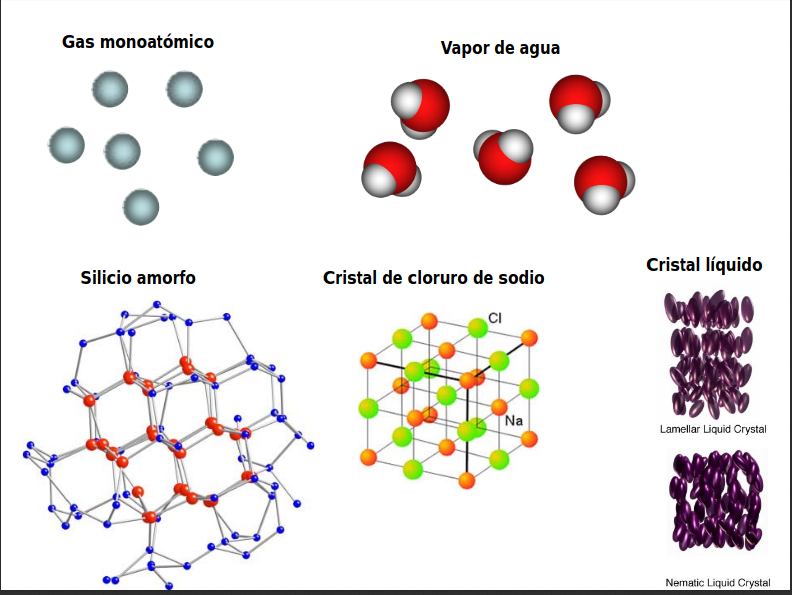 Gas monoatómico
Vapor de agua
Silicio amorfo
Cristal de cloruro de sodio
Cristal líquido
Cl
Na
Lamellar Liquid Crystal
Nematic Liquid Crystal